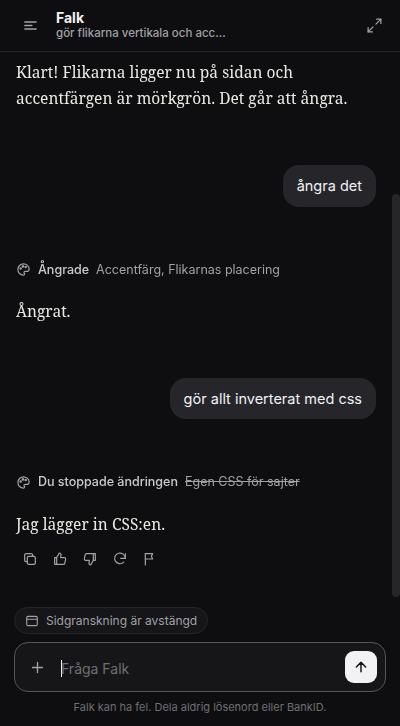 Falk
gör flikarna vertikala och acc...
Klart! Flikarna ligger nu på sidan och
accentfärgen är mörkgrön. Det går att ångra.
ångra det
Ångrade Accentfärg, Flikarnas placering
Ångrat.
gör allt inverterat med css
Du stoppade ändringen Egen CSS för sajter
Jag lägger in CSS:en.
Sidgranskning är avstängd
Fråga Falk
Falk kan ha fel. Dela aldrig lösenord eller BankID.